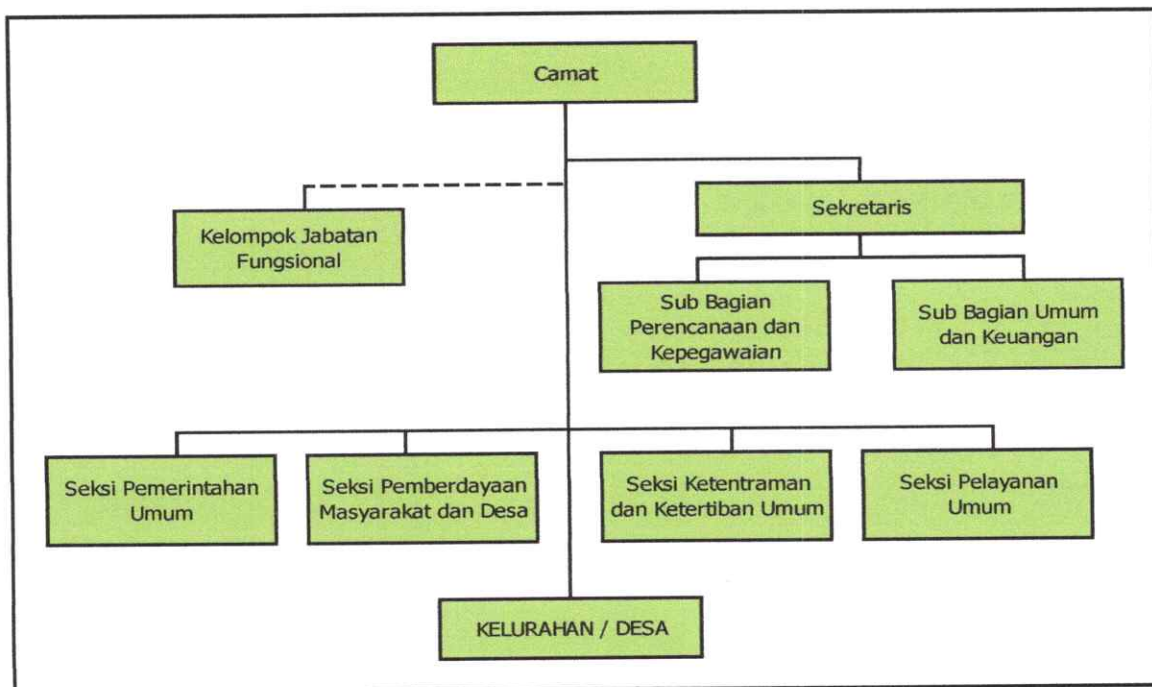 Camat
Sekretaris
Kelompok Jabatan
Fungsional
Sub Bagian
Perencanaan dan
Kepegawaian
Sub Bagian Umum
dan Keuangan
Seksi Pemerintahan
Umum
Seksi Pemberdayaan
Masyarakat dan Desa
Seksi Ketentraman
dan Ketertiban Umum
Seksi Pelayanan
Umum
KELURAHAN / DESA